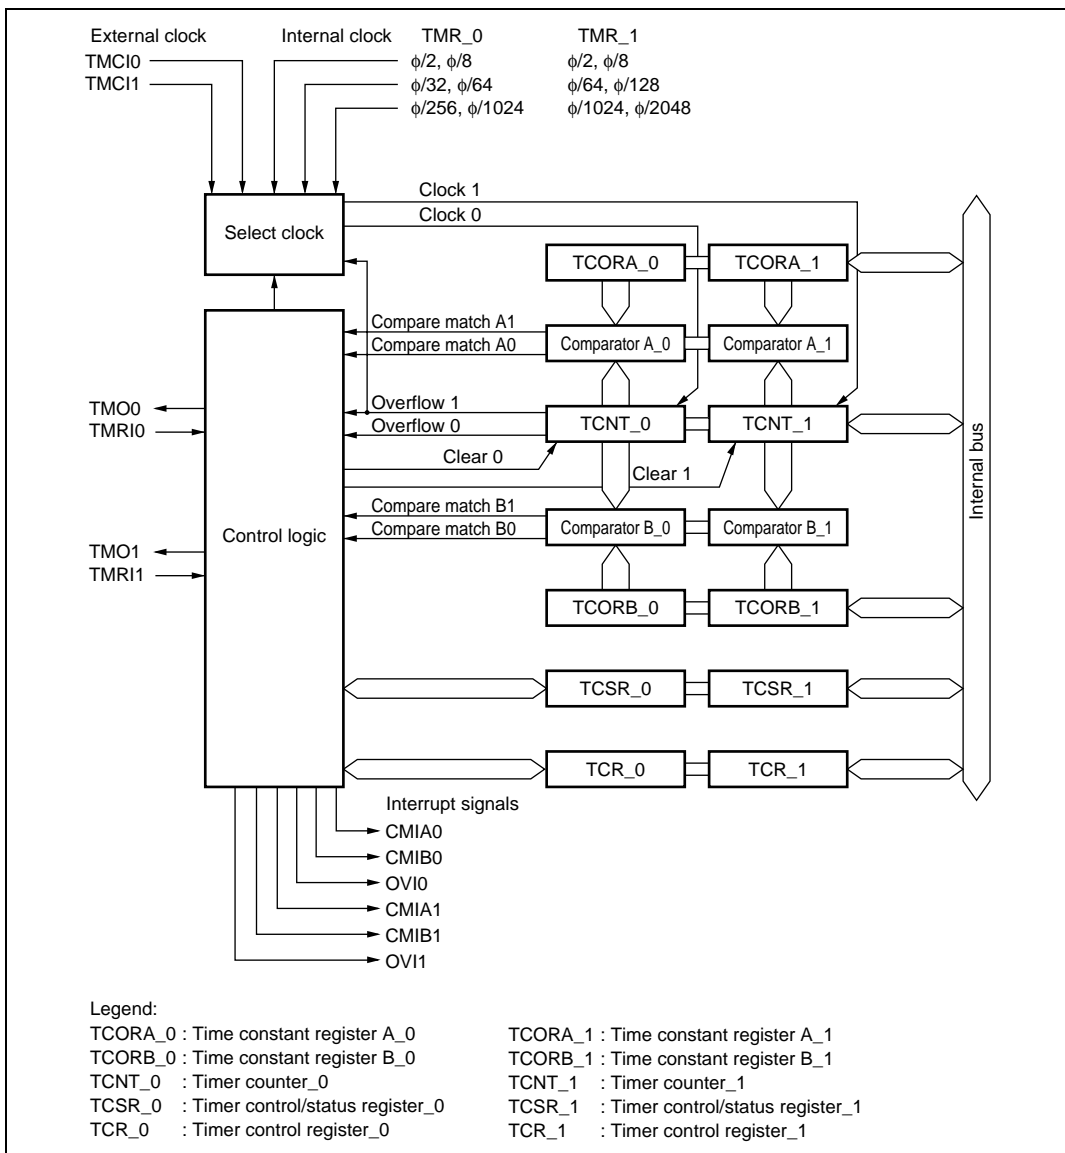 External clock Internal clock TMR_0 TMR_1
TMCI0 ϕ/2, ϕ/8 ϕ/2, ϕ/8
TMCI1 ϕ/32, ϕ/64 ϕ/64, ϕ/128
ϕ/256, ϕ/1024 ϕ/1024, ϕ/2048
Clock 1
Clock 0
Select clock
TCORA_0 TCORA_1
Compare match A1
Compare match A0
Comparator A_0 Comparator A_1
TMO0
TMRI0
Overflow 1
Overflow 0
TCNT_0 TCNT_1
Clear 0
Clear 1
Internal bus
Compare match B1
Compare match B0
Comparator B_0 Comparator B_1
Control logic
TMO1
TMRI1
TCORB_0 TCORB_1
TCSR_0 TCSR_1
TCR_0 TCR_1
Interrupt signals
CMIA0
CMIB0
OVI0
CMIA1
CMIB1
OVI1
Legend:
TCORA_0 : Time constant register A_0 TCORA_1 : Time constant register A_1
TCORB_0 : Time constant register B_0 TCORB_1 : Time constant register B_1
TCNT_0 : Timer counter_0 TCNT_1 : Timer counter_1
TCSR_0 : Timer control/status register_0 TCSR_1 : Timer control/status register_1
TCR_0 : Timer control register_0 TCR_1 : Timer control register_1